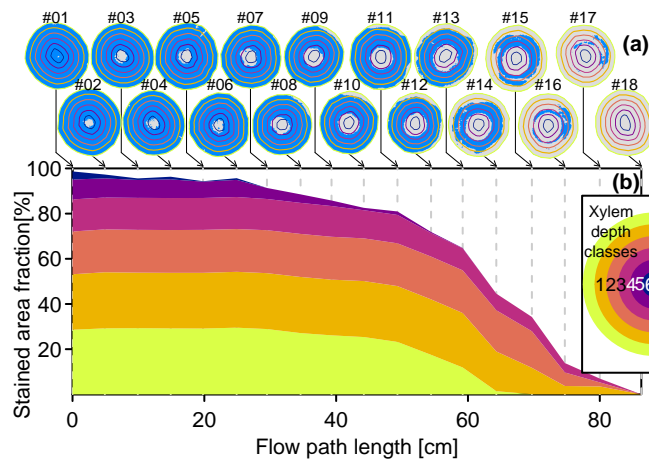 #01 #03 #05 #07 #09 #11 #13 #15 #17
(a)
#02 #04 #06 #08 #10 #12 #14 #16 #18
(b)
100
80
60
40
20
Stained area fraction[%]
Xylem
depth
classes
123456
0 20 40 60 80
Flow path length [cm]